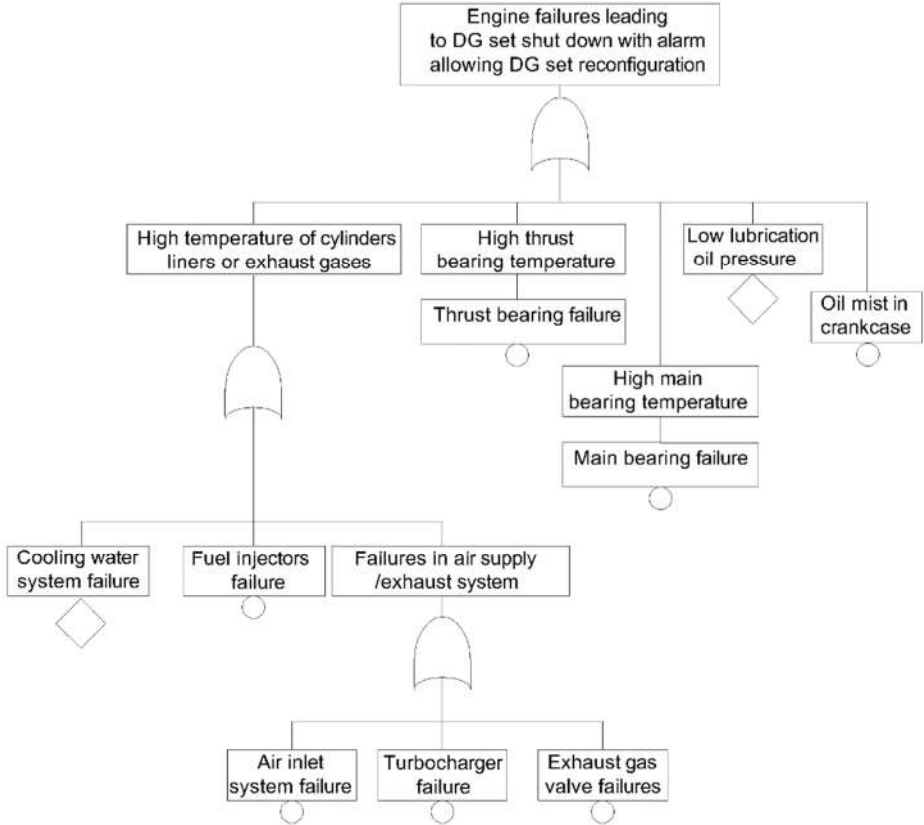 Engine failures leading
to DG set shut down with alarm
allowing DG set reconfiguration
High temperature of cylinders
liners or exhaust gases
High thrust
bearing temperature
Low lubrication
oil pressure
Thrust bearing failure
Oil mist in
crankcase
High main
bearing temperature
Main bearing failure
Cooling water
system failure
Fuel injectors
failure
Failures in air supply
/exhaust system
Air inlet
system failure
Turbocharger
failure
Exhaust gas
valve failures